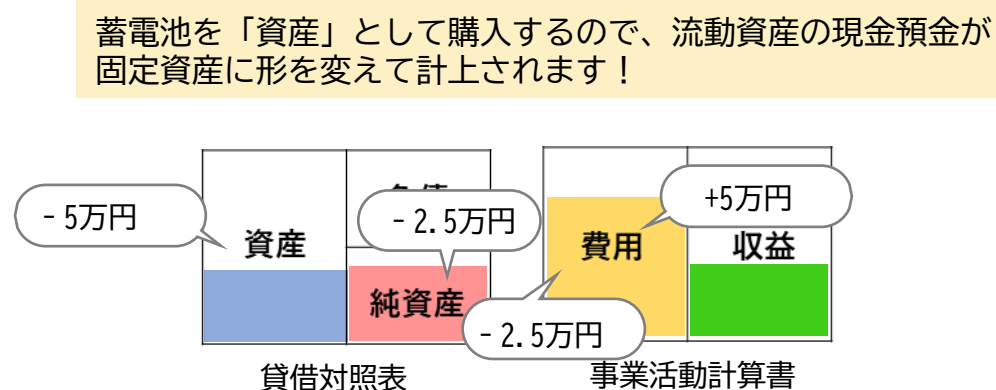 蓄電池を「資産」として購入するので、流動資産の現金預金が
固定資産に形を変えて計上されます！
-5万円
資産
-2.5万円
純資産
貸借対照表
+5万円
費用
収益
-2.5万円
事業活動計算書